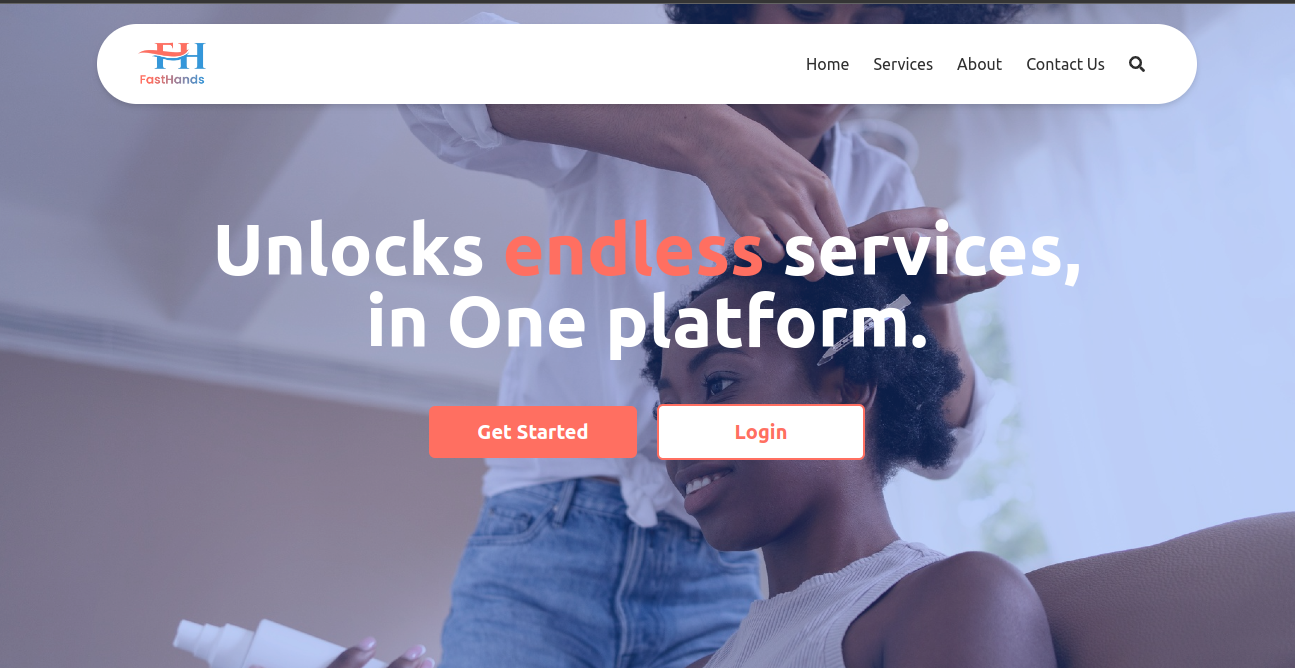 FH
FastHands
Home Services About Contact Us
Unlocks endless services,
in One platform.
Get Started Login